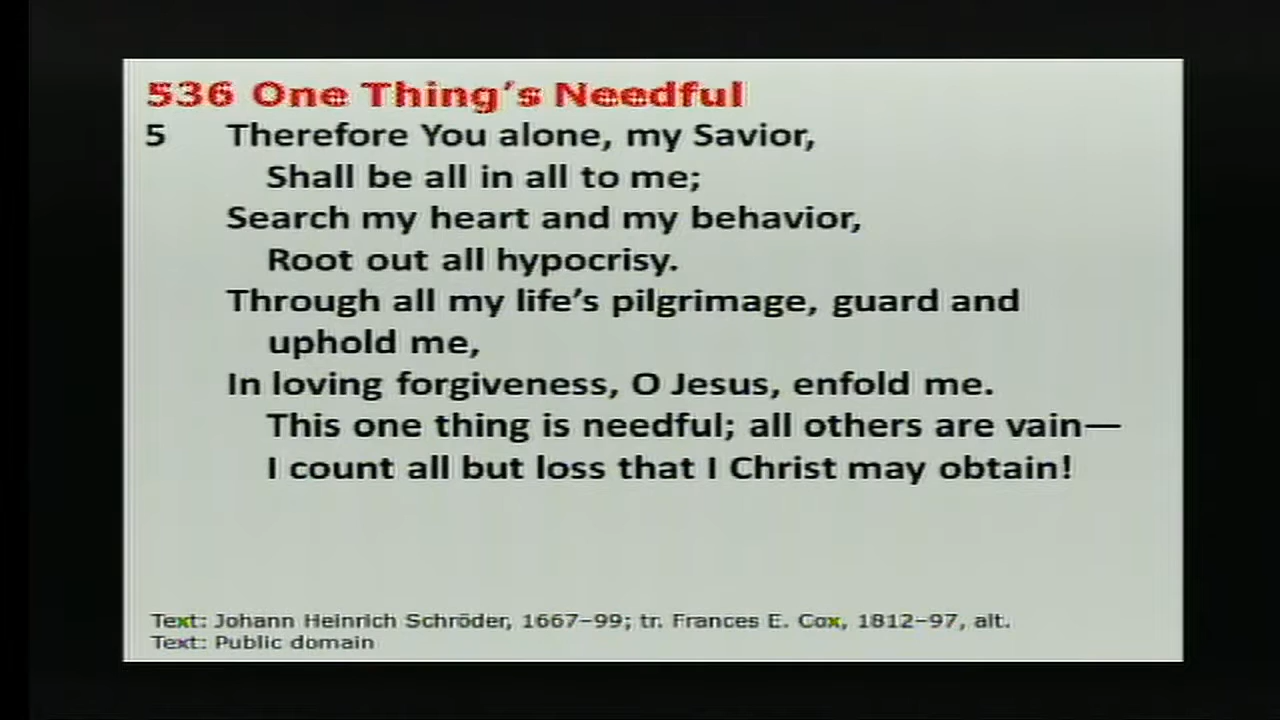 536 One Thing's Needful
5 Therefore You alone, my Savior,
Shall be all in all to me;
Search my heart and my behavior,
Root out all hypocrisy.
Through all my life's pilgrimage, guard and
uphold me,
In loving forgiveness, O Jesus, enfold me.
This one thing is needful; all others are vain—
I count all but loss that I Christ may obtain!
Text: Johann Heinrich Schröder, 1667–99; tr. Frances E. Cox, 1812–97, alt.
Text: Public domain